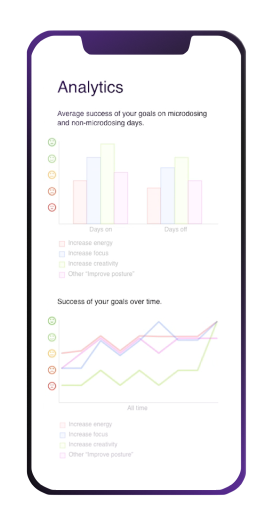 Analytics
Average success of your goals on microdosing
and non-microdosing days.
Days on Days off
Increase energy
Increase focus
Increase creativity
Other "Improve posture"
Success of your goals over time.
All time
Increase energy
Increase focus
Increase creativity
Other "Improve posture"